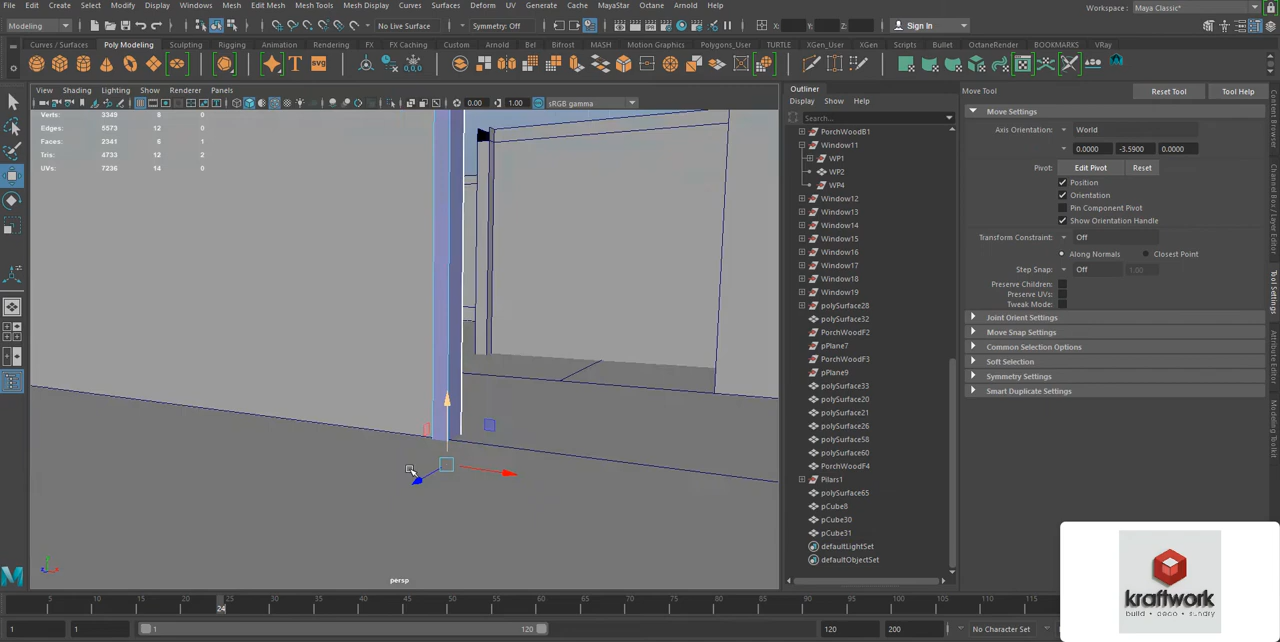 File Edit Create Select Modify Display Windows Mesh Edit Mesh Mesh Tools Mesh Display Curves Surfaces Deform UV Generate Cache MayaStar Octane Arnold Help
Workspace : Maya Classic*
Modeling No Live Surface Symmetry: Off X: Y: Z: Sign In
Curves / Surfaces Poly Modeling Sculpting Rigging Animation Rendering FX FX Caching Custom Arnold Bifrost MASH Motion Graphics Polygons_User TURTLE XGen_User XGen Scripts Bullet OctaneRender BOOKMARKS VRay
View Shading Lighting Show Renderer Panels
0.00 1.00 sRGB gamma
Verts: 3349 8 0
Edges: 5573 12 0
Faces: 2341 6 1
Tris: 4733 12 2
UVs: 7236 14 0
persp
Outliner
Display Show Help
Search...
PorchWoodB1
Window11
WP1
WP2
WP4
Window12
Window13
Window14
Window15
Window16
Window17
Window18
Window19
polySurface28
polySurface32
PorchWoodF2
pPlane7
PorchWoodF3
pPlane9
polySurface33
polySurface20
polySurface21
polySurface26
polySurface58
polySurface60
PorchWoodF4
Pilars1
polySurface65
pCube8
pCube30
pCube31
defaultLightSet
defaultObjectSet
Move Tool Reset Tool Tool Help
Move Settings
Axis Orientation: World
0.0000 -3.5900 0.0000
Pivot: Edit Pivot Reset
Position
Orientation
Pin Component Pivot
Show Orientation Handle
Transform Constraint: Off
Along Normals Closest Point
Step Snap: Off 1.00
Preserve Children:
Preserve UVs:
Tweak Mode:
Joint Orient Settings
Move Snap Settings
Common Selection Options
Soft Selection
Symmetry Settings
Smart Duplicate Settings
Content Browser
Channel Box / Layer Editor
Tool Settings
Attribute Editor
Modeling Toolkit
5 10 15 20 24 30 35 40 45 50 55 60 65 70 75 80 85 90 95 100 105 110 115
1 1 1 120 120 200 No Character Set
kraftwork
build • deco • sundry